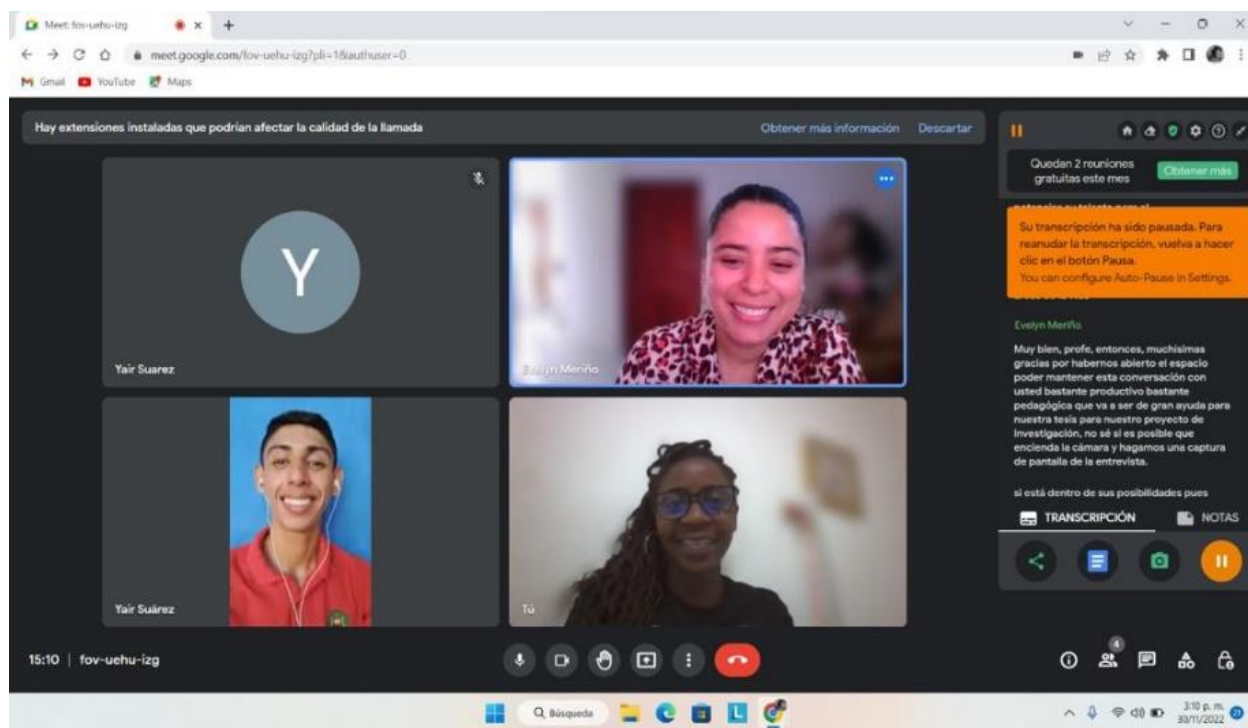 Meet: fov-uehu-izg
meet.google.com/fov-uehu-izg?pli=1&authuser=0
Gmail
YouTube
Maps
Hay extensiones instaladas que podrían afectar la calidad de la llamada
Obtener más información
Descartar
Y
Yair Suarez
Evelyn Meriño
Yair Suárez
Tú
Quedan 2 reuniones
gratuitas este mes
Obtener más
Su transcripción ha sido pausada. Para
reanudar la transcripción, vuelva a hacer
clic en el botón Pausa.
You can configure Auto-Pause in Settings.
Evelyn Meriño
Muy bien, profe, entonces, muchísimas
gracias por habernos abierto el espacio
poder mantener esta conversación con
usted bastante productivo bastante
pedagógica que va a ser de gran ayuda para
nuestra tesis para nuestro proyecto de
Investigación, no sé si es posible que
encienda la cámara y hagamos una captura
de pantalla de la entrevista.
si está dentro de sus posibilidades pues
TRANSCRIPCIÓN
NOTAS
15:10 | fov-uehu-izg
4
Búsqueda
L
3:10 p. m.
30/11/2022
21